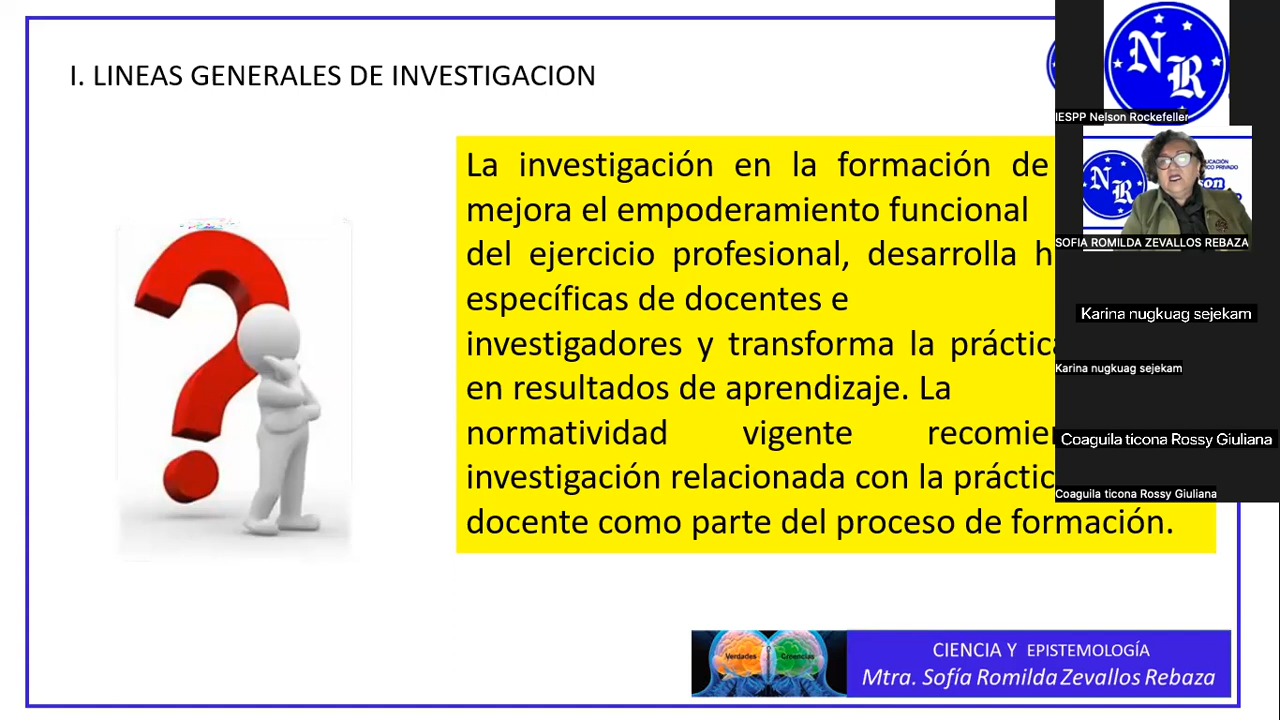 I. LINEAS GENERALES DE INVESTIGACION
La investigación en la formación de
mejora el empoderamiento funcional
del ejercicio profesional, desarrolla
específicas de docentes e
investigadores y transforma la
en resultados de aprendizaje. La
normatividad vigente
investigación relacionada con la
docente como parte del proceso de formación.
Verdades
Creencias
CIENCIA Y EPISTEMOLOGÍA
Mtra. Sofía Romilda Zevallos Rebaza
NR
IESPP Nelson Rockefeller
NR
SOFIA ROMILDA ZEVALLOS REBAZA
Karina nugkuag sejekam
Karina nugkuag sejekam
Coaguila ticona Rossy Giuliana
Coaguila ticona Rossy Giuliana